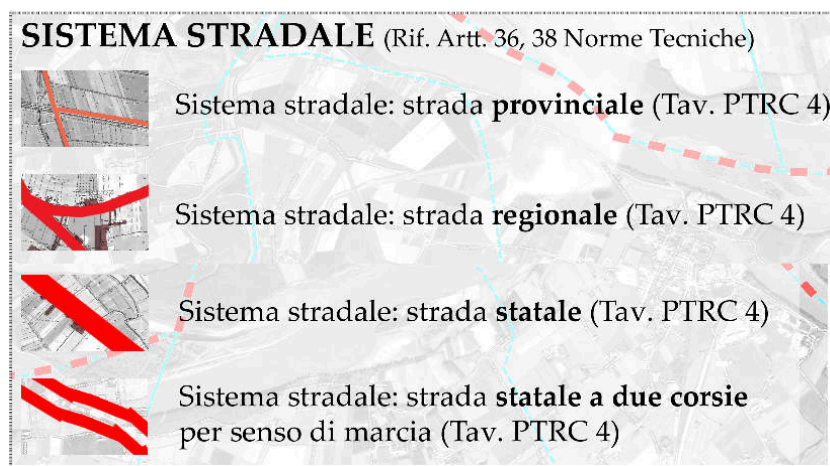 SISTEMA STRADALE (Rif. Artt. 36, 38 Norme Tecniche)
Sistema stradale: strada provinciale (Tav. PTRC 4)
Sistema stradale: strada regionale (Tav. PTRC 4)
Sistema stradale: strada statale (Tav. PTRC 4)
Sistema stradale: strada statale a due corsie
per senso di marcia (Tav. PTRC 4)